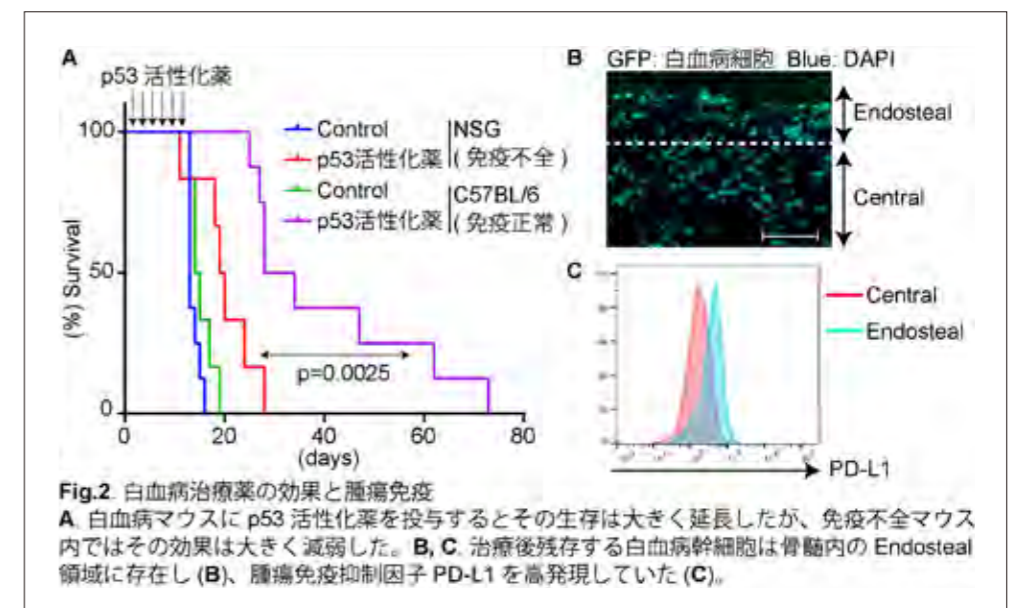 A
p53 活性化薬
100
50
0
(%) Survival
0 20 40 60 80
(days)
Control
p53活性化薬
NSG
(免疫不全)
Control
p53活性化薬
C57BL/6
(免疫正常)
p=0.0025
B GFP: 白血病細胞 Blue: DAPI
Endosteal
Central
C
Central
Endosteal
PD-L1
Fig.2. 白血病治療薬の効果と腫瘍免疫
A. 白血病マウスに p53 活性化薬を投与するとその生存は大きく延長したが、免疫不全マウス
内ではその効果は大きく減弱した。B, C. 治療後残存する白血病幹細胞は骨髄内の Endosteal
領域に存在し (B)、腫瘍免疫抑制因子 PD-L1 を高発現していた (C)。